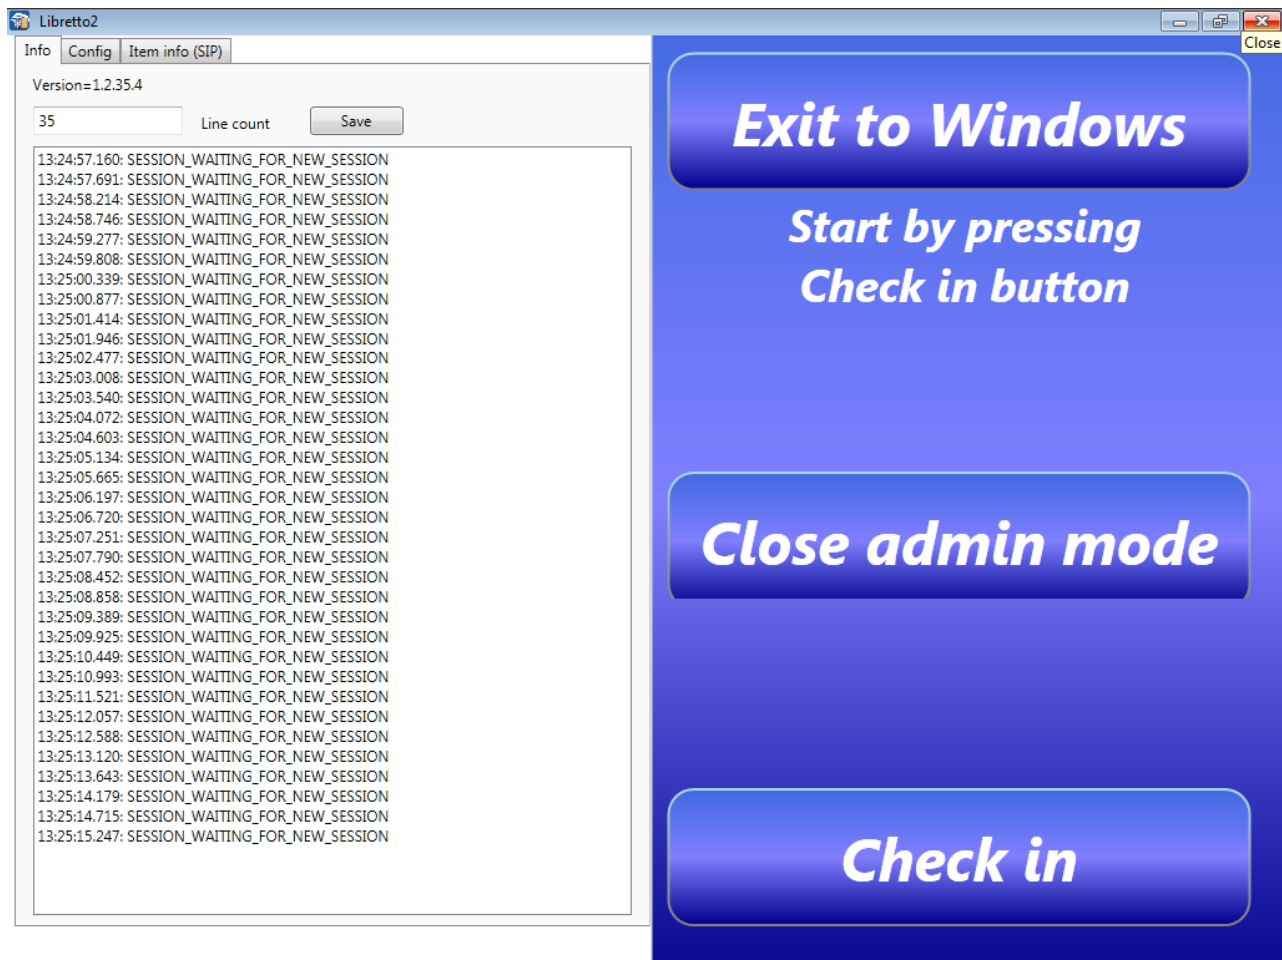 Libretto2
Close
Info
Config
Item info (SIP)
Version=1.2.35.4
35
Line count
Save
13:24:57.160: SESSION_WAITING_FOR_NEW_SESSION
13:24:57.691: SESSION_WAITING_FOR_NEW_SESSION
13:24:58.214: SESSION_WAITING_FOR_NEW_SESSION
13:24:58.746: SESSION_WAITING_FOR_NEW_SESSION
13:24:59.277: SESSION_WAITING_FOR_NEW_SESSION
13:24:59.808: SESSION_WAITING_FOR_NEW_SESSION
13:25:00.339: SESSION_WAITING_FOR_NEW_SESSION
13:25:00.877: SESSION_WAITING_FOR_NEW_SESSION
13:25:01.414: SESSION_WAITING_FOR_NEW_SESSION
13:25:01.946: SESSION_WAITING_FOR_NEW_SESSION
13:25:02.477: SESSION_WAITING_FOR_NEW_SESSION
13:25:03.008: SESSION_WAITING_FOR_NEW_SESSION
13:25:03.540: SESSION_WAITING_FOR_NEW_SESSION
13:25:04.072: SESSION_WAITING_FOR_NEW_SESSION
13:25:04.603: SESSION_WAITING_FOR_NEW_SESSION
13:25:05.134: SESSION_WAITING_FOR_NEW_SESSION
13:25:05.665: SESSION_WAITING_FOR_NEW_SESSION
13:25:06.197: SESSION_WAITING_FOR_NEW_SESSION
13:25:06.720: SESSION_WAITING_FOR_NEW_SESSION
13:25:07.251: SESSION_WAITING_FOR_NEW_SESSION
13:25:07.790: SESSION_WAITING_FOR_NEW_SESSION
13:25:08.452: SESSION_WAITING_FOR_NEW_SESSION
13:25:08.858: SESSION_WAITING_FOR_NEW_SESSION
13:25:09.389: SESSION_WAITING_FOR_NEW_SESSION
13:25:09.925: SESSION_WAITING_FOR_NEW_SESSION
13:25:10.449: SESSION_WAITING_FOR_NEW_SESSION
13:25:10.993: SESSION_WAITING_FOR_NEW_SESSION
13:25:11.521: SESSION_WAITING_FOR_NEW_SESSION
13:25:12.057: SESSION_WAITING_FOR_NEW_SESSION
13:25:12.588: SESSION_WAITING_FOR_NEW_SESSION
13:25:13.120: SESSION_WAITING_FOR_NEW_SESSION
13:25:13.643: SESSION_WAITING_FOR_NEW_SESSION
13:25:14.179: SESSION_WAITING_FOR_NEW_SESSION
13:25:14.715: SESSION_WAITING_FOR_NEW_SESSION
13:25:15.247: SESSION_WAITING_FOR_NEW_SESSION
Exit to Windows
Start by pressing
Check in button
Close admin mode
Check in